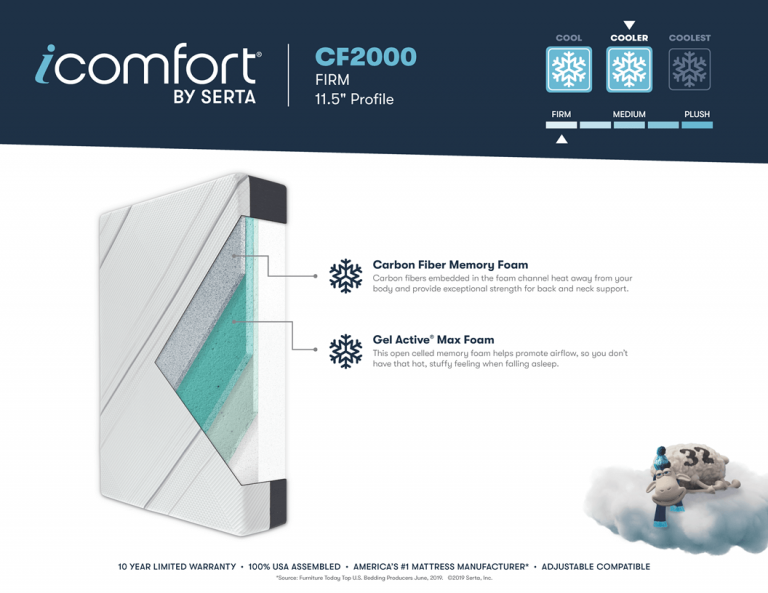 icomfort®
BY SERTA
CF2000
FIRM
11.5" Profile
COOL COOLER COOLEST
FIRM MEDIUM PLUSH
Carbon Fiber Memory Foam
Carbon fibers embedded in the foam channel heat away from your
body and provide exceptional strength for back and neck support.
Gel Active® Max Foam
This open celled memory foam helps promote airflow, so you don't
have that hot, stuffy feeling when falling asleep.
32
10 YEAR LIMITED WARRANTY • 100% USA ASSEMBLED • AMERICA'S #1 MATTRESS MANUFACTURER* • ADJUSTABLE COMPATIBLE
*Source: Furniture Today Top U.S. Bedding Producers June, 2019. ©2019 Serta, Inc.